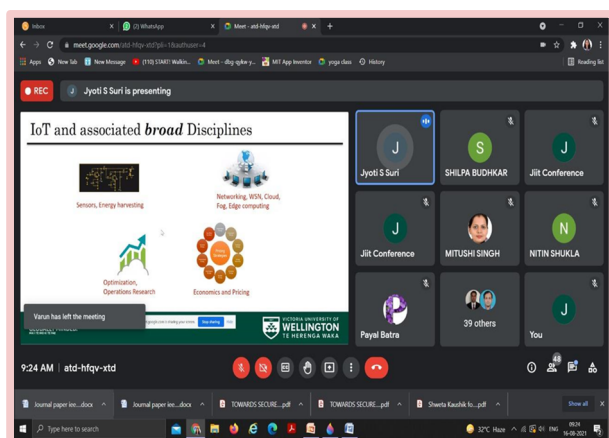 Inbox
(2) WhatsApp
Meet - atd-hfqv-xtd
meet.google.com/atd-hfqv-xtd?pli=1&authuser=4
Apps
New Tab
New Message
(110) START! Walkin...
Meet - dbg-qykw-y...
MIT App Inventor
yoga class
History
Reading list
REC
J
Jyoti S Suri is presenting
IoT and associated broad Disciplines
Sensors, Energy harvesting
Networking, WSN, Cloud,
Fog, Edge computing
Optimization,
Operations Research
Economics and Pricing
Varun has left the meeting
Stop sharing
VICTORIA UNIVERSITY OF
WELLINGTON
TE HERENGA WAKA
J
Jyoti S Suri
S
SHILPA BUDHKAR
J
Jiit Conference
J
Jiit Conference
MITUSHI SINGH
N
NITIN SHUKLA
Payal Batra
39 others
J
You
9:24 AM | atd-hfqv-xtd
48
Journal paper iee...docx
Journal paper iee...docx
TOWARDS SECURE....pdf
TOWARDS SECURE....pdf
Shweta Kaushik fo...pdf
Show all
Type here to search
32°C Haze
ENG
09:24
16-08-2021